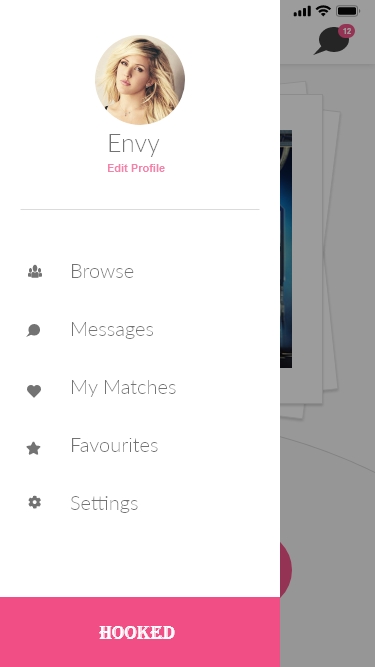 12
Envy
Edit Profile
Browse
Messages
My Matches
Favourites
Settings
HOOKED